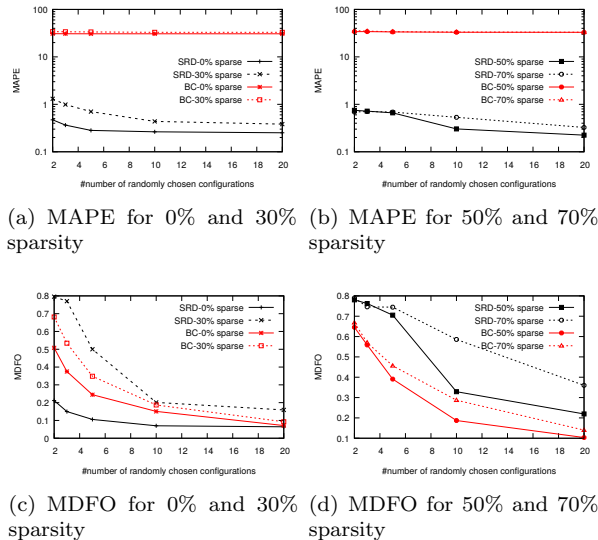 100
10
1
0.1
MAPE
2 4 6 8 10 12 14 16 18 20
#number of randomly chosen configurations
SRD-0% sparse
SRD-30% sparse
BC-0% sparse
BC-30% sparse
(a) MAPE for 0% and 30% sparsity
100
10
1
0.1
MAPE
2 4 6 8 10 12 14 16 18 20
#number of randomly chosen configurations
SRD-50% sparse
SRD-70% sparse
BC-50% sparse
BC-70% sparse
(b) MAPE for 50% and 70% sparsity
0.8
0.7
0.6
0.5
0.4
0.3
0.2
0.1
0
MDFO
2 4 6 8 10 12 14 16 18 20
#number of randomly chosen configurations
SRD-0% sparse
SRD-30% sparse
BC-0% sparse
BC-30% sparse
(c) MDFO for 0% and 30% sparsity
0.8
0.7
0.6
0.5
0.4
0.3
0.2
0.1
MDFO
2 4 6 8 10 12 14 16 18 20
#number of randomly chosen configurations
SRD-50% sparse
SRD-70% sparse
BC-50% sparse
BC-70% sparse
(d) MDFO for 50% and 70% sparsity